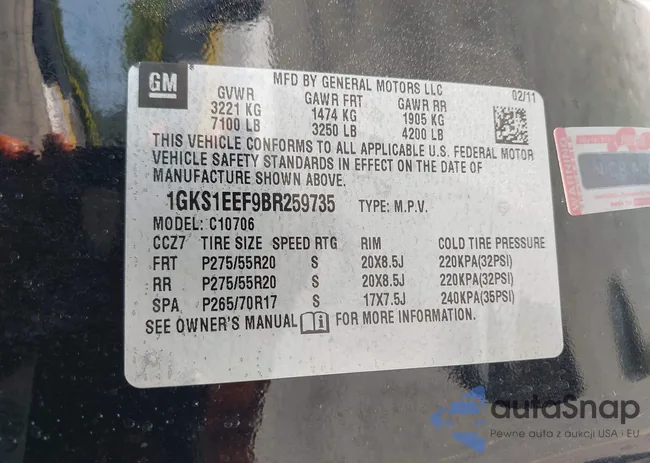 GM
MFD BY GENERAL MOTORS LLC
GVWR GAWR FRT GAWR RR 02/11
3221 KG 1474 KG 1905 KG
7100 LB 3250 LB 4200 LB
THIS VEHICLE CONFORMS TO ALL APPLICABLE U.S. FEDERAL MOTOR
VEHICLE SAFETY STANDARDS IN EFFECT ON THE DATE OF
MANUFACTURE SHOWN ABOVE.
1GKS1EEF9BR259735 TYPE: M.P.V.
MODEL: C10706
CCZ7 TIRE SIZE SPEED RTG RIM COLD TIRE PRESSURE
FRT P275/55R20 S 20X8.5J 220KPA(32PSI)
RR P275/55R20 S 20X8.5J 220KPA(32PSI)
SPA P265/70R17 S 17X7.5J 240KPA(35PSI)
SEE OWNER'S MANUAL FOR MORE INFORMATION.
autaSnap
Pewne auta z aukcji USA i EU